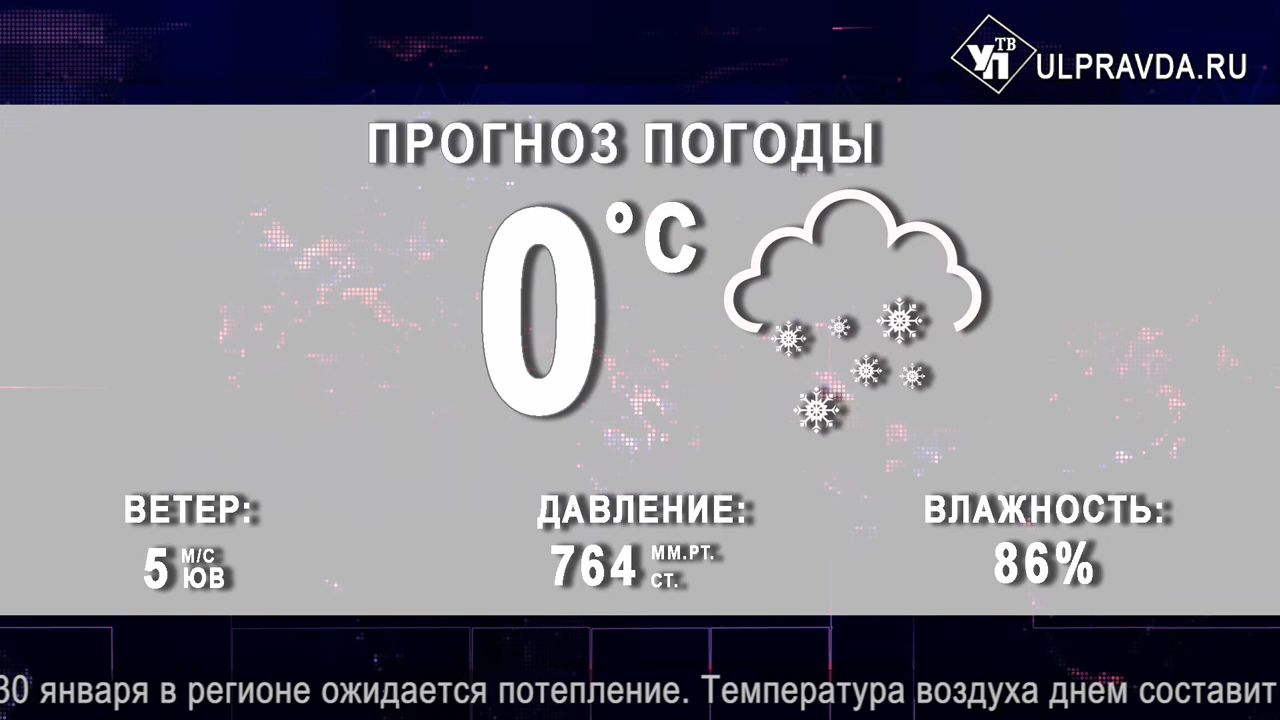 ТВ
УП
ULPRAVDA.RU
ПРОГНОЗ ПОГОДЫ
0°C
ВЕТЕР:
5 М/С
ЮВ
ДАВЛЕНИЕ:
764 ММ.РТ.
СТ.
ВЛАЖНОСТЬ:
86%
30 января в регионе ожидается потепление. Температура воздуха днем составит